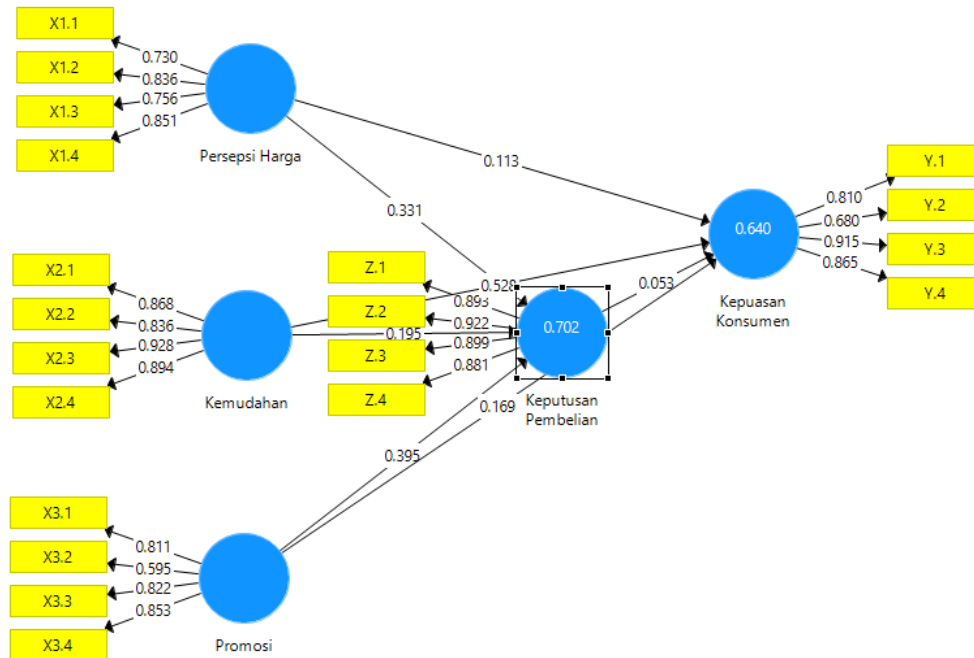 X1.1
X1.2
X1.3
X1.4
0.730
0.836
0.756
0.851
Persepsi Harga
0.113
0.331
X2.1
X2.2
X2.3
X2.4
0.868
0.836
0.928
0.894
Kemudahan
0.528
0.195
Z.1
Z.2
Z.3
Z.4
0.893
0.922
0.899
0.881
0.702
Keputusan
Pembelian
0.053
0.640
Kepuasan
Konsumen
Y.1
Y.2
Y.3
Y.4
0.810
0.680
0.915
0.865
0.169
0.395
X3.1
X3.2
X3.3
X3.4
0.811
0.595
0.822
0.853
Promosi